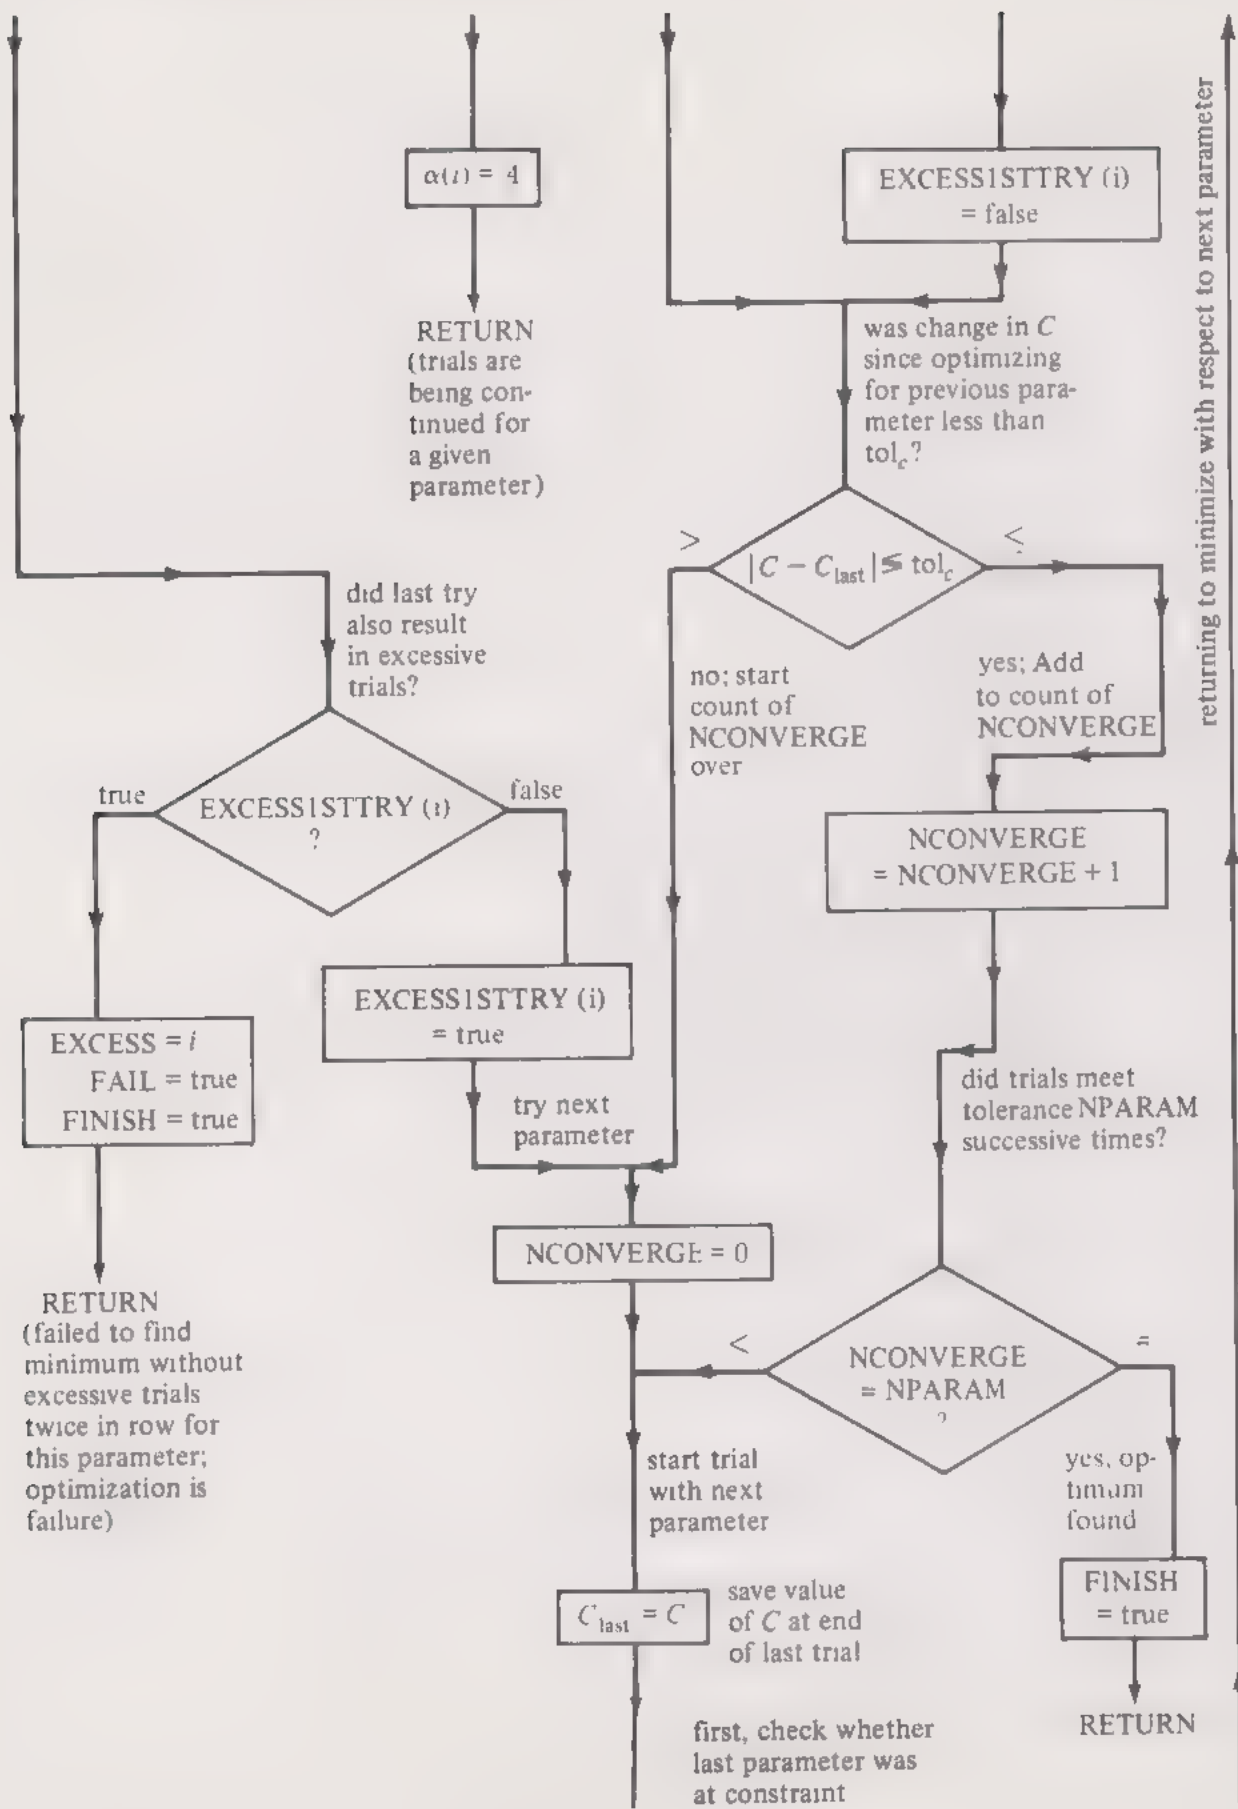 α(i) = 4
RETURN
(trials are
being con-
tinued for
a given
parameter)
EXCESS1STTRY (i)
= false
was change in C
since optimizing
for previous para-
meter less than
tol_c?
returning to minimize with respect to next parameter
>
|C − C_last| ≶ tol_c
≤
did last try
also result
in excessive
trials?
no; start
count of
NCONVERGE
over
yes; Add
to count of
NCONVERGE
true
EXCESS1STTRY (i)
?
false
NCONVERGE
= NCONVERGE + 1
EXCESS1STTRY (i)
= true
EXCESS = i
FAIL = true
FINISH = true
try next
parameter
did trials meet
tolerance NPARAM
successive times?
NCONVERGE = 0
RETURN
(failed to find
minimum without
excessive trials
twice in row for
this parameter;
optimization is
failure)
<
NCONVERGE
= NPARAM
?
=
start trial
with next
parameter
yes, op-
timum
found
C_last = C
save value
of C at end
of last trial
FINISH
= true
RETURN
first, check whether
last parameter was
at constraint